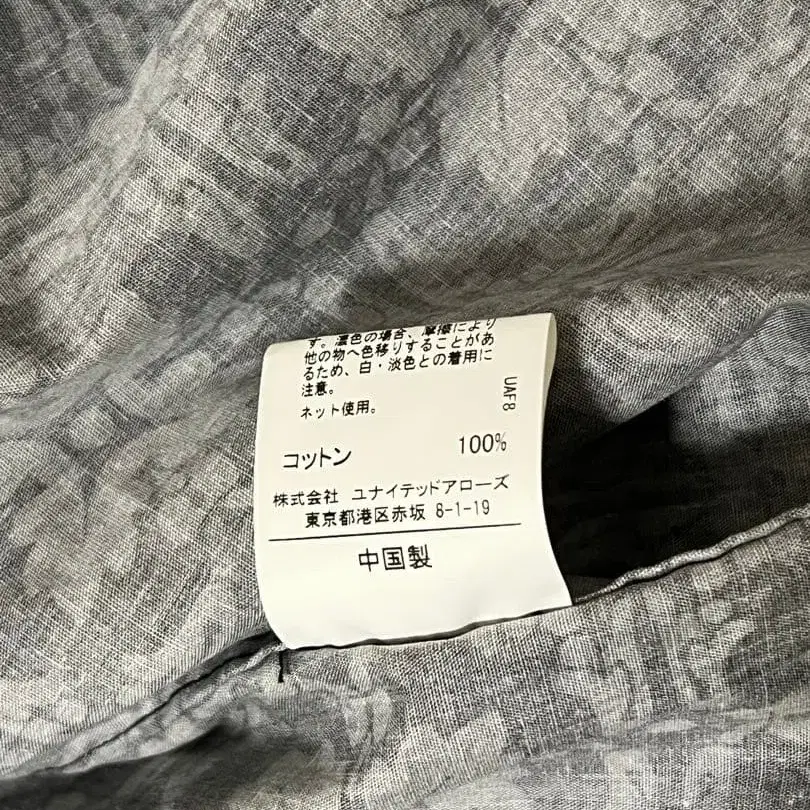 す。濃色の場合、摩擦により
他の物へ色移りすることがあ
るため、白・淡色との着用に
注意。
ネット使用。
UAF8
コットン 100%
株式会社 ユナイテッドアローズ
東京都港区赤坂 8-1-19
中国製